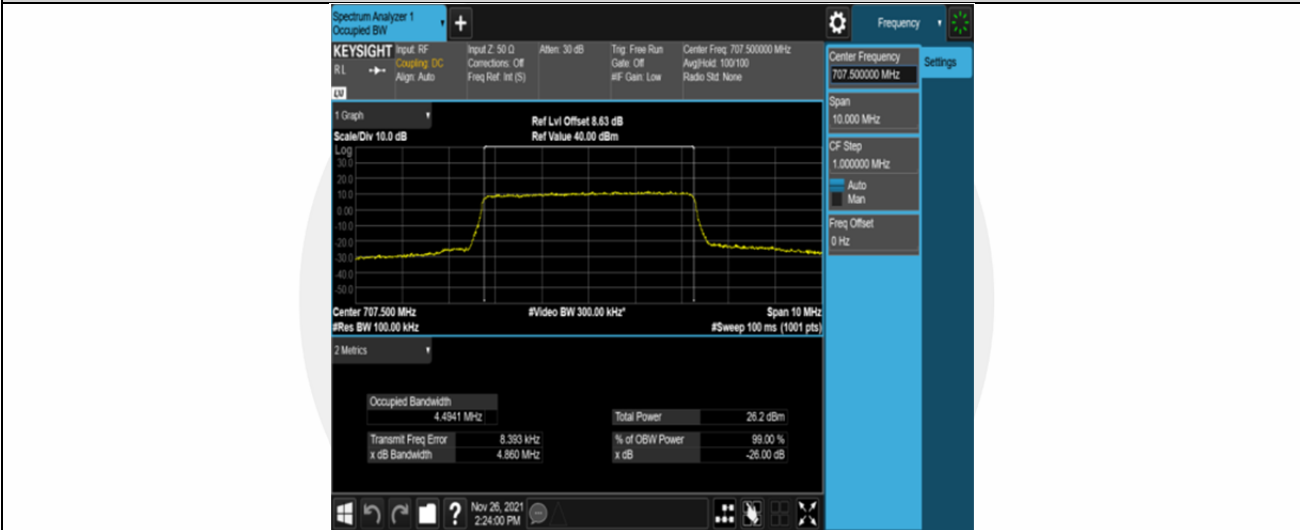 Spectrum Analyzer 1
Occupied BW
+
Frequency
KEYSIGHT
R L
LXI
Input: RF
Coupling: DC
Align: Auto
Input Z: 50 Ω
Corrections: Off
Freq Ref: Int (S)
Atten: 30 dB
Trig: Free Run
Gate: Off
#IF Gain: Low
Center Freq: 707.500000 MHz
Avg|Hold: 100/100
Radio Std: None
1 Graph
Ref Lvl Offset 8.63 dB
Scale/Div 10.0 dB
Ref Value 40.00 dBm
Log
30.0
20.0
10.0
0.00
-10.0
-20.0
-30.0
-40.0
-50.0
Center 707.500 MHz
#Video BW 300.00 kHz*
Span 10 MHz
#Res BW 100.00 kHz
#Sweep 100 ms (1001 pts)
2 Metrics
Occupied Bandwidth
4.4941 MHz
Total Power 26.2 dBm
Transmit Freq Error 8.393 kHz
% of OBW Power 99.00 %
x dB Bandwidth 4.860 MHz
x dB -26.00 dB
?
Nov 26, 2021
2:24:00 PM
Center Frequency
707.500000 MHz
Settings
Span
10.000 MHz
CF Step
1.000000 MHz
Auto
Man
Freq Offset
0 Hz